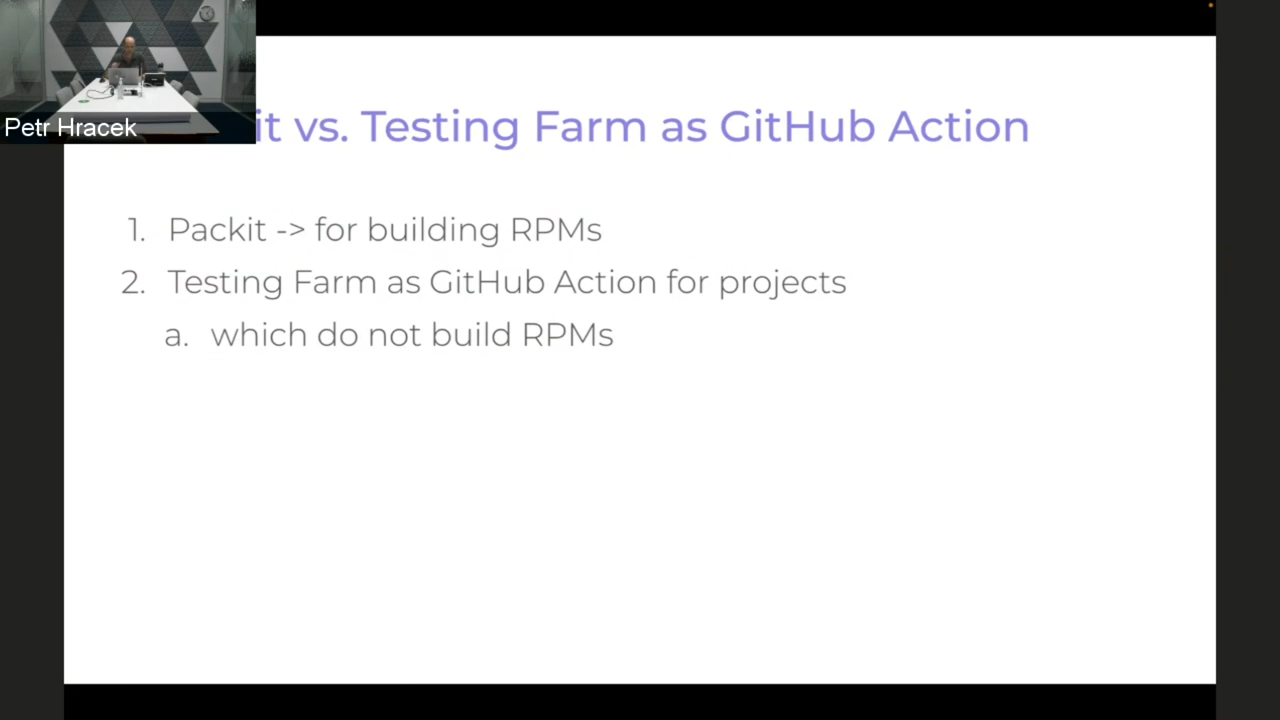 Petr Hracek
it vs. Testing Farm as GitHub Action
1. Packit -> for building RPMs
2. Testing Farm as GitHub Action for projects
a. which do not build RPMs